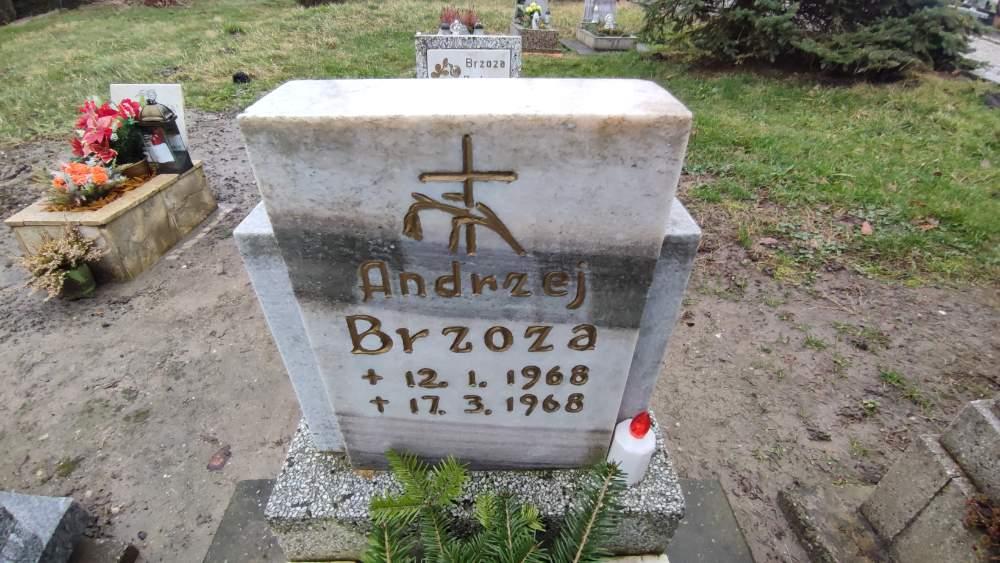 Brzoza
Andrzej
Brzoza
+ 12. 1. 1968
+ 17. 3. 1968